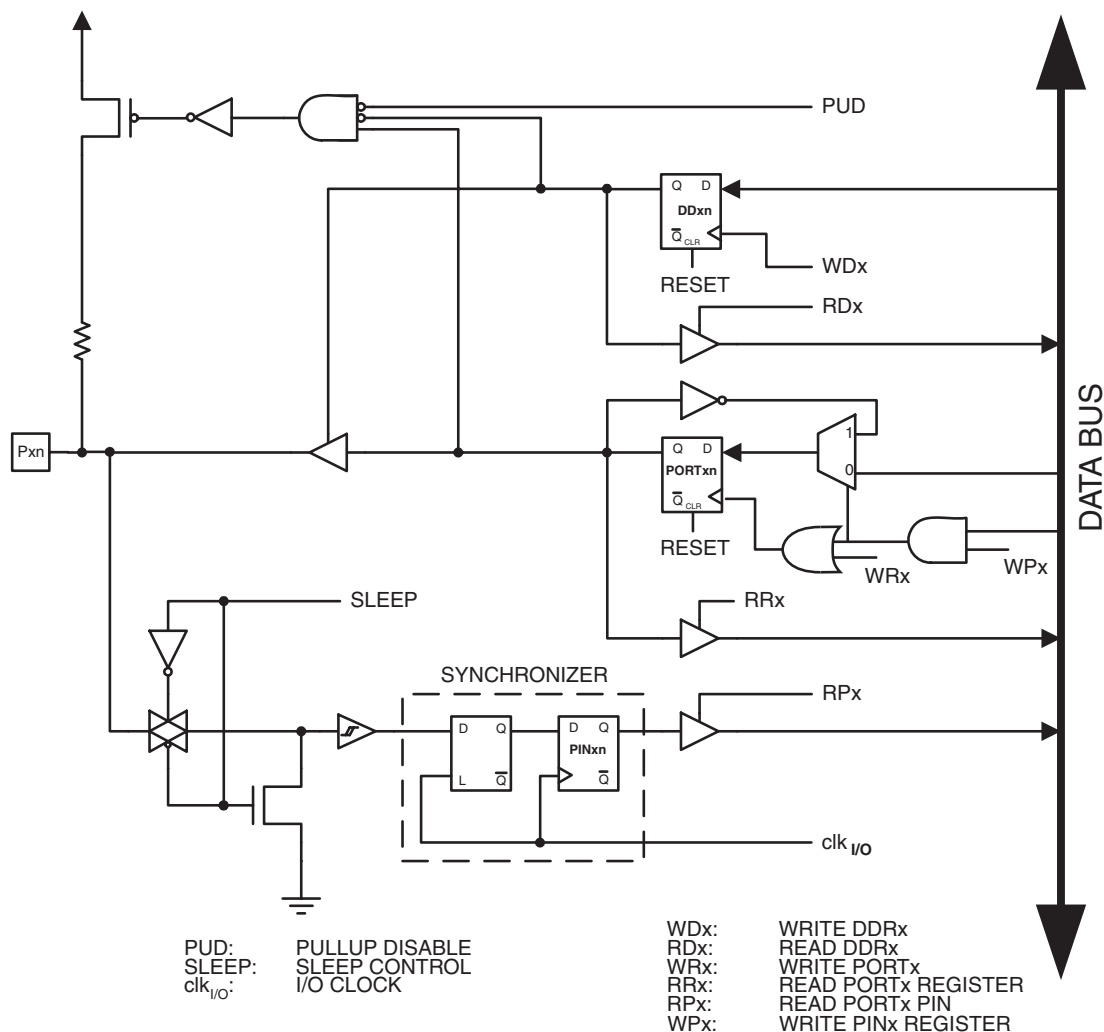 PUD
Q D
DDxn
Q CLR
WDx
RESET
RDx
Pxn
1
Q D
PORTxn
0
Q CLR
RESET
WRx
WPx
DATA BUS
SLEEP
RRx
SYNCHRONIZER
RPx
D Q
D Q
PINxn
L Q
Q
clk I/O
PUD: PULLUP DISABLE
SLEEP: SLEEP CONTROL
clkI/O: I/O CLOCK
WDx: WRITE DDRx
RDx: READ DDRx
WRx: WRITE PORTx
RRx: READ PORTx REGISTER
RPx: READ PORTx PIN
WPx: WRITE PINx REGISTER